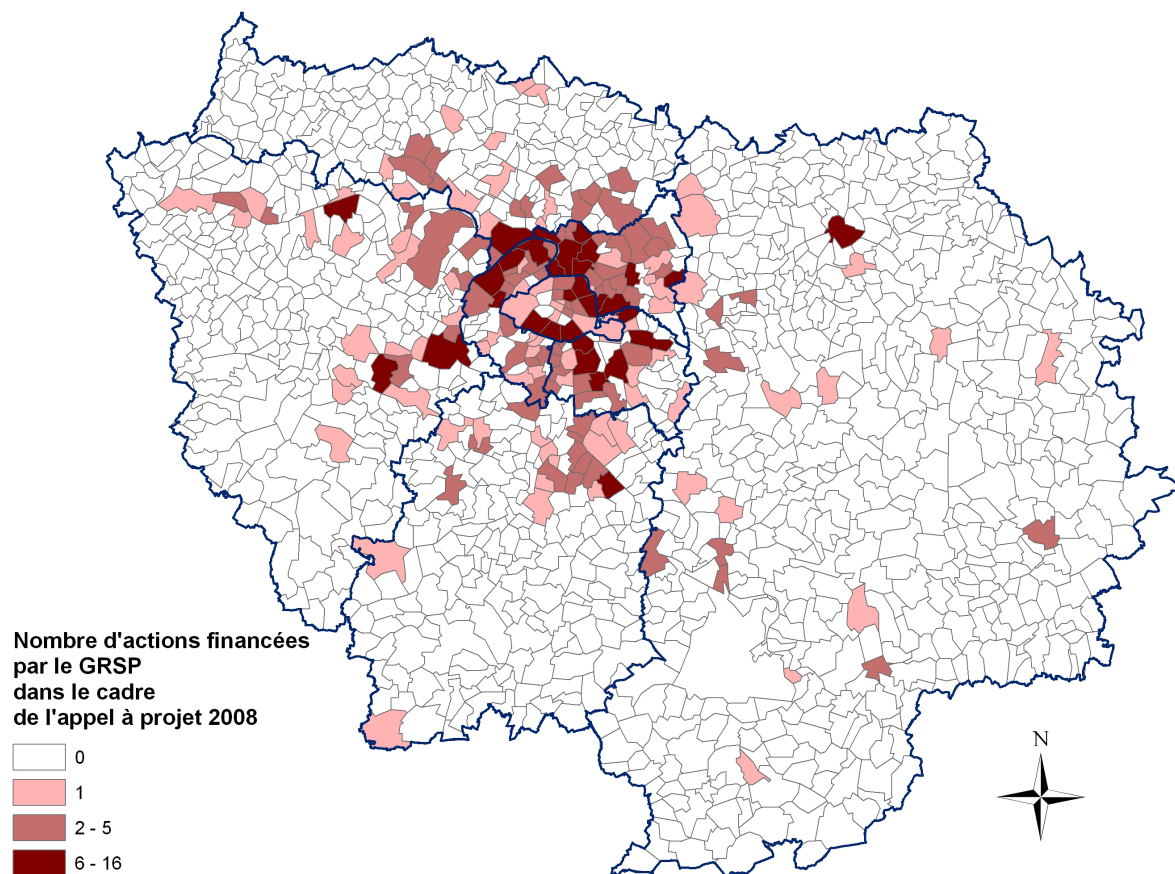 Nombre d'actions financées
par le GRSP
dans le cadre
de l'appel à projet 2008
0
1
2 - 5
6 - 16
N